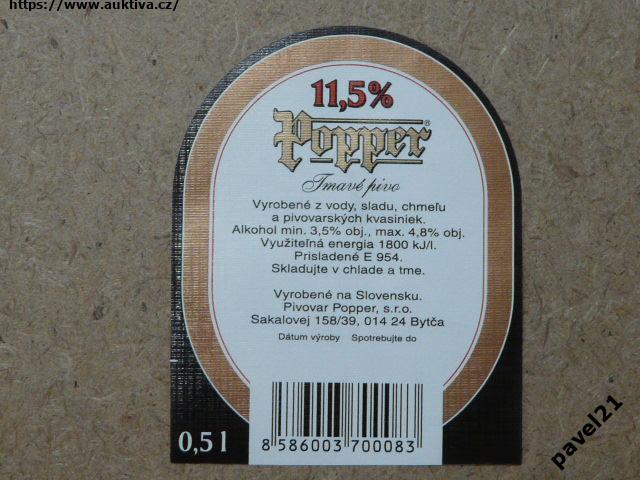 https://www.auktiva.cz/
11,5%
Popper®
Tmavé pivo
Vyrobené z vody, sladu, chmeľu
a pivovarských kvasiniek.
Alkohol min. 3,5% obj., max. 4,8% obj.
Využiteľná energia 1800 kJ/l.
Prisladené E 954.
Skladujte v chlade a tme.
Vyrobené na Slovensku.
Pivovar Popper, s.r.o.
Sakalovej 158/39, 014 24 Bytča
Dátum výroby Spotrebujte do
0,5 l
8 586003 700083
pavel21